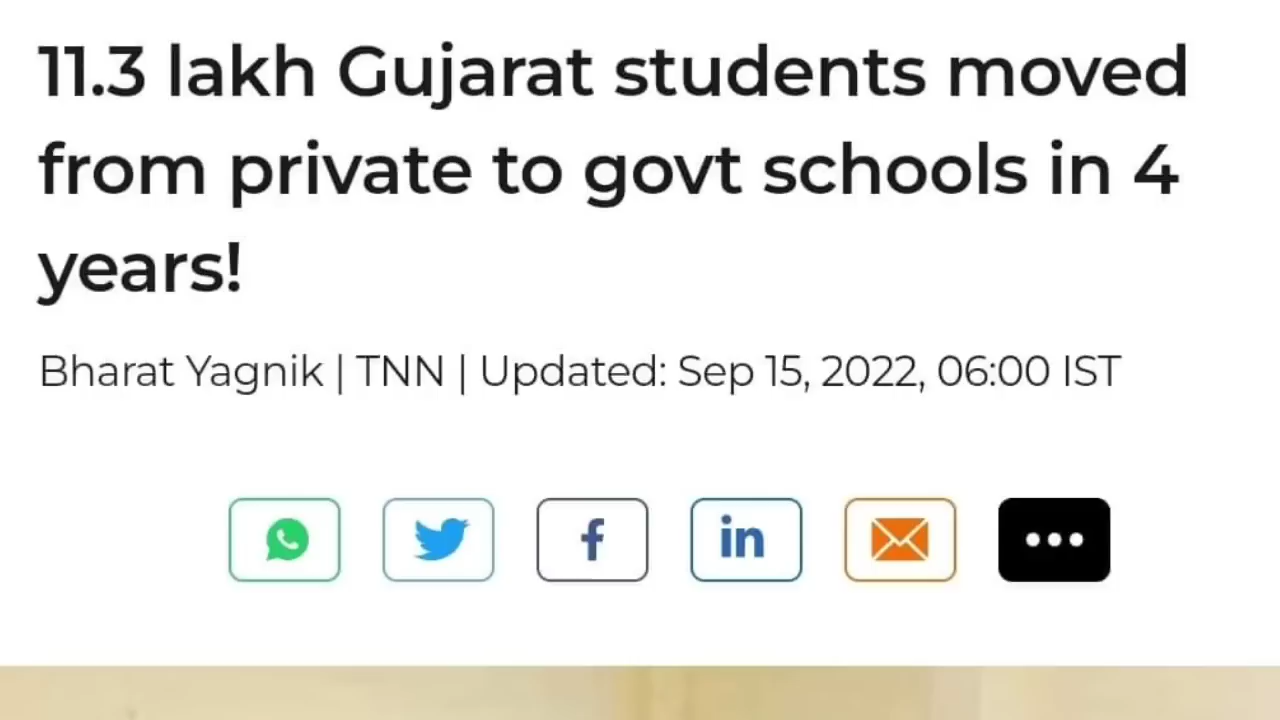 11.3 lakh Gujarat students moved
from private to govt schools in 4
years!
Bharat Yagnik | TNN | Updated: Sep 15, 2022, 06:00 IST
f
in